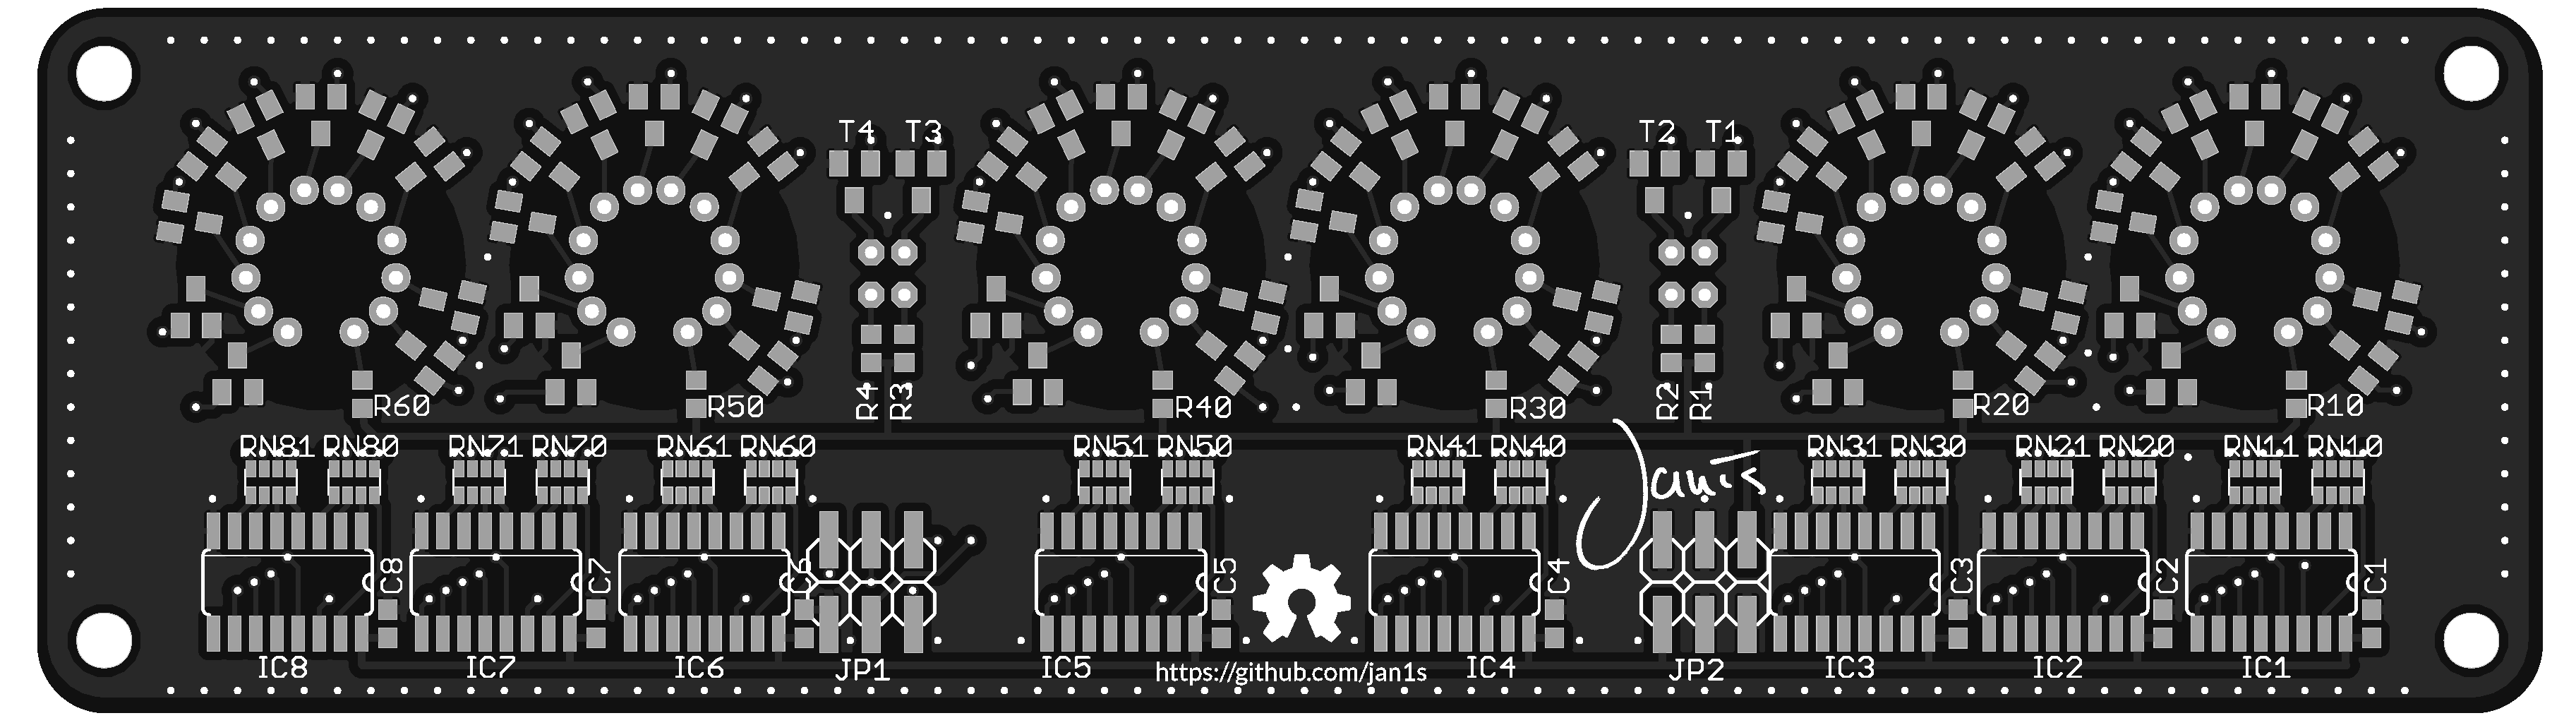 T4 T3 T2 T1
R4 R3 R2 R1
R60 R50 R40 R30 R20 R10
RN81 RN80 RN71 RN70 RN61 RN60 RN51 RN50 RN41 RN40 RN31 RN30 RN21 RN20 RN11 RN10
Janis
C8 C7 C6 C5 C4 C3 C2 C1
IC8 IC7 IC6 JP1 IC5 https://github.com/jan1s IC4 JP2 IC3 IC2 IC1